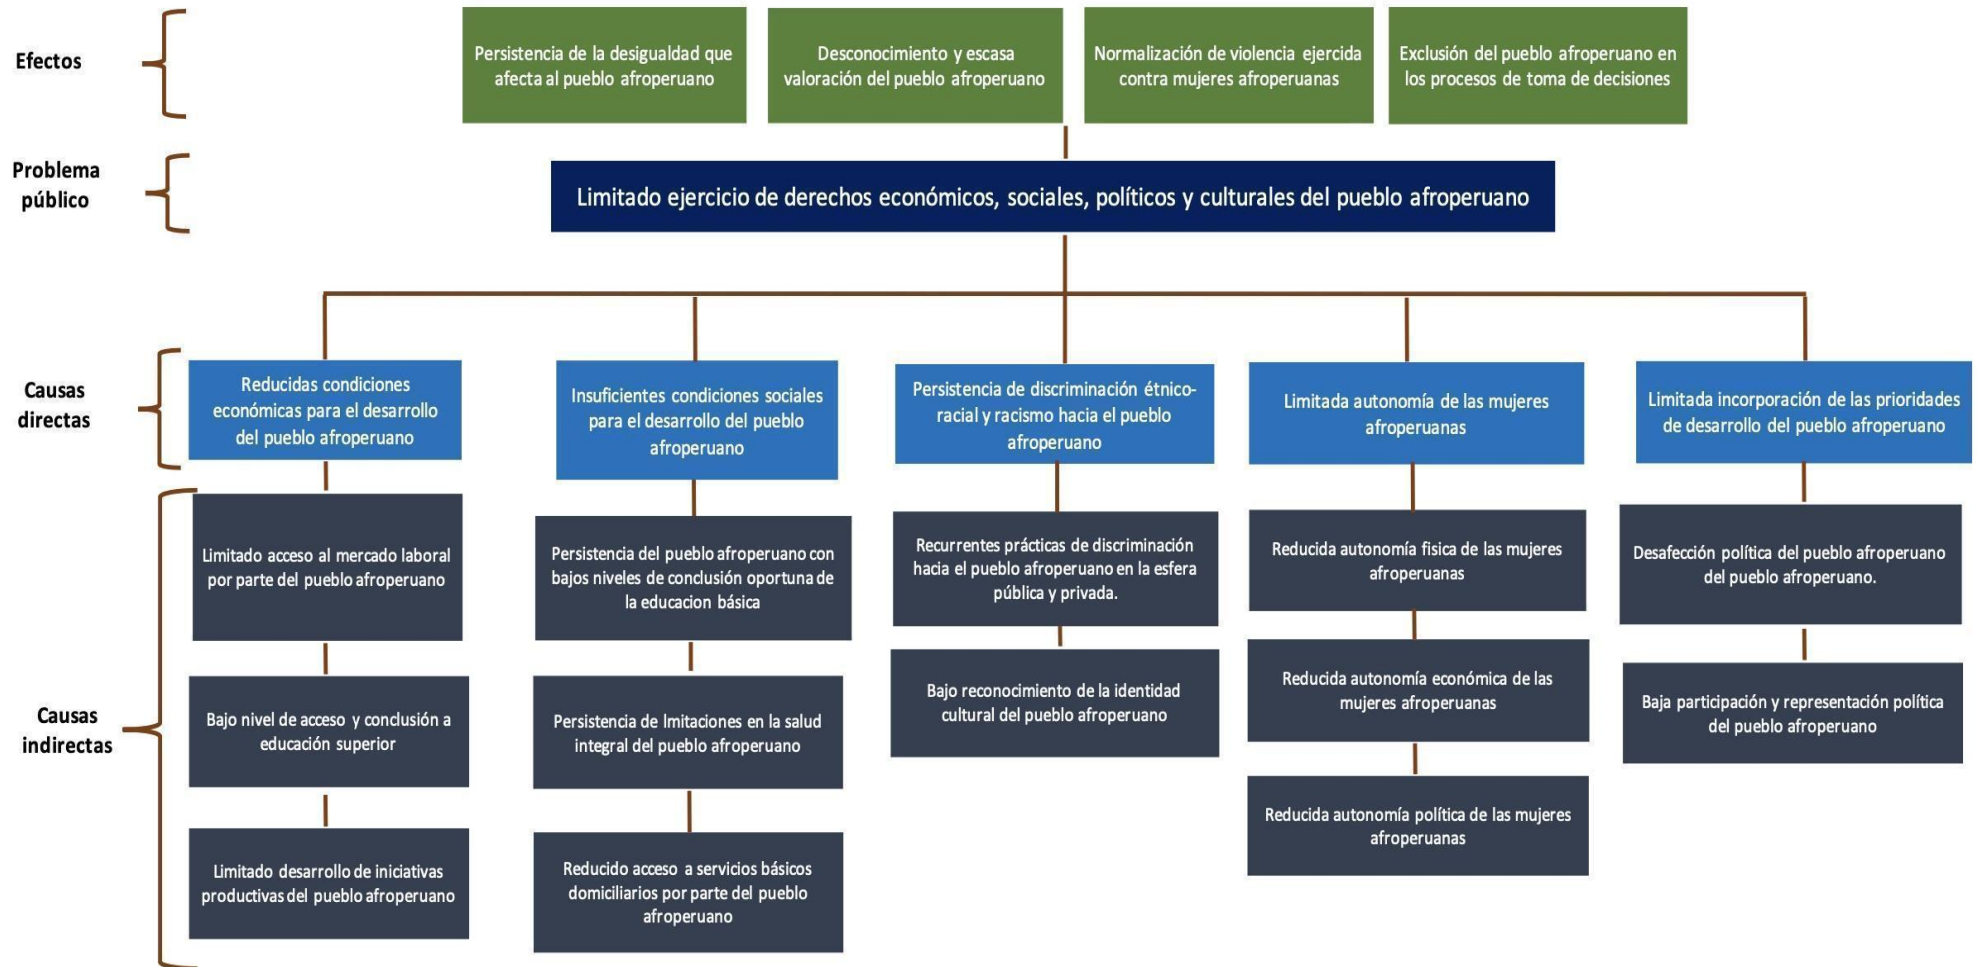 Efectos
Persistencia de la desigualdad que
afecta al pueblo afroperuano
Desconocimiento y escasa
valoración del pueblo afroperuano
Normalización de violencia ejercida
contra mujeres afroperuanas
Exclusión del pueblo afroperuano en
los procesos de toma de decisiones
Problema
público
Limitado ejercicio de derechos económicos, sociales, políticos y culturales del pueblo afroperuano
Causas
directas
Reducidas condiciones
económicas para el desarrollo
del pueblo afroperuano
Insuficientes condiciones sociales
para el desarrollo del pueblo
afroperuano
Persistencia de discriminación étnico-
racial y racismo hacia el pueblo
afroperuano
Limitada autonomía de las mujeres
afroperuanas
Limitada incorporación de las prioridades
de desarrollo del pueblo afroperuano
Causas
indirectas
Limitado acceso al mercado laboral
por parte del pueblo afroperuano
Bajo nivel de acceso y conclusión a
educación superior
Limitado desarrollo de iniciativas
productivas del pueblo afroperuano
Persistencia del pueblo afroperuano con
bajos niveles de conclusión oportuna de
la educacion básica
Persistencia de lmitaciones en la salud
integral del pueblo afroperuano
Reducido acceso a servicios básicos
domiciliarios por parte del pueblo
afroperuano
Recurrentes prácticas de discriminación
hacia el pueblo afroperuano en la esfera
pública y privada.
Bajo reconocimiento de la identidad
cultural del pueblo afroperuano
Reducida autonomía fisica de las mujeres
afroperuanas
Reducida autonomía económica de las
mujeres afroperuanas
Reducida autonomía política de las mujeres
afroperuanas
Desafección política del pueblo afroperuano
del pueblo afroperuano.
Baja participación y representación política
del pueblo afroperuano